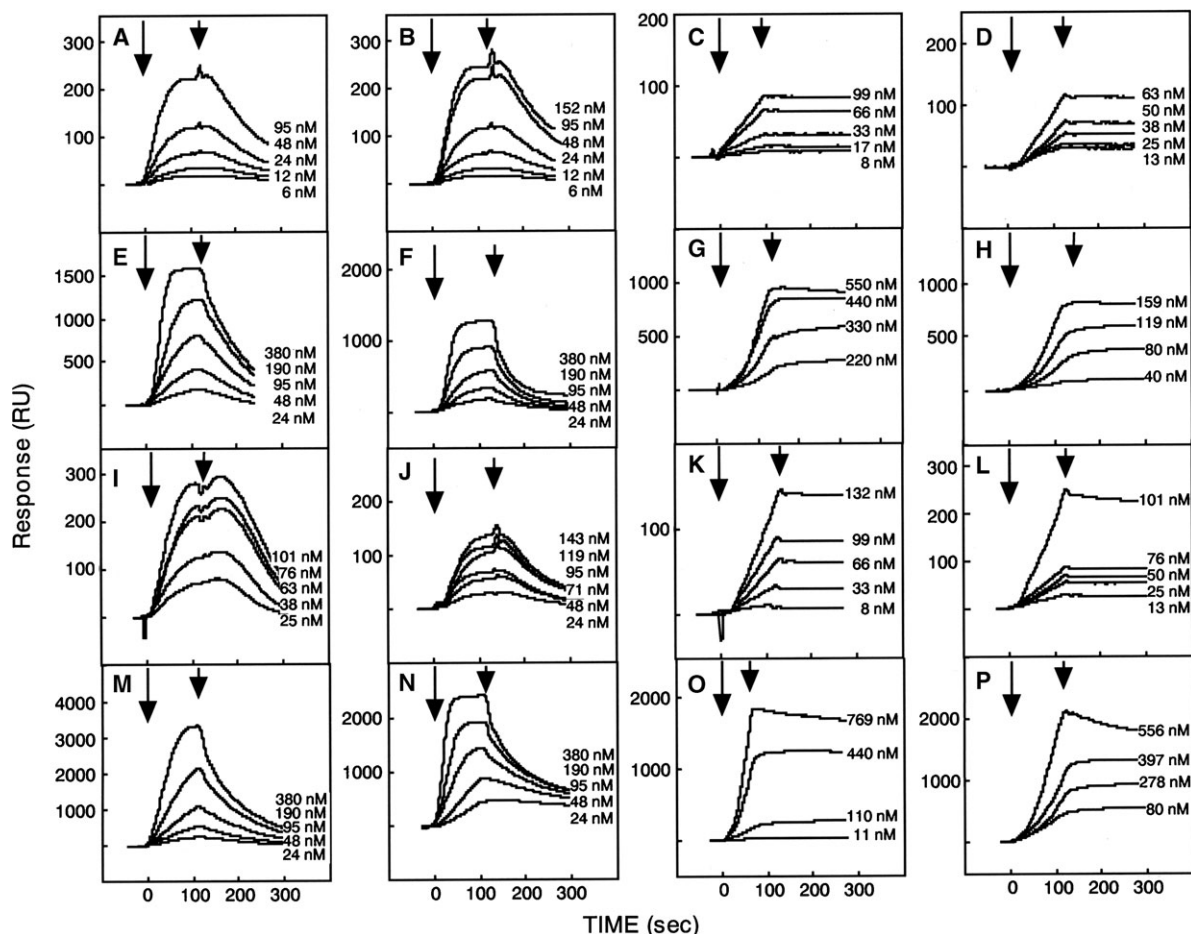 Response (RU)
A
300
200
100
95 nM
48 nM
24 nM
12 nM
6 nM
B
300
200
100
152 nM
95 nM
48 nM
24 nM
12 nM
6 nM
C
200
100
99 nM
66 nM
33 nM
17 nM
8 nM
D
200
100
63 nM
50 nM
38 nM
25 nM
13 nM
E
1500
1000
500
380 nM
190 nM
95 nM
48 nM
24 nM
F
2000
1000
380 nM
190 nM
95 nM
48 nM
24 nM
G
1000
500
550 nM
440 nM
330 nM
220 nM
H
1000
500
159 nM
119 nM
80 nM
40 nM
I
300
200
100
101 nM
76 nM
63 nM
38 nM
25 nM
J
200
100
143 nM
119 nM
95 nM
71 nM
48 nM
24 nM
K
100
132 nM
99 nM
66 nM
33 nM
8 nM
L
300
200
100
101 nM
76 nM
50 nM
25 nM
13 nM
M
4000
3000
2000
1000
380 nM
190 nM
95 nM
48 nM
24 nM
0 100 200 300
N
2000
1000
380 nM
190 nM
95 nM
48 nM
24 nM
0 100 200 300
O
2000
1000
769 nM
440 nM
110 nM
11 nM
0 100 200 300
P
2000
1000
556 nM
397 nM
278 nM
80 nM
0 100 200 300
TIME (sec)